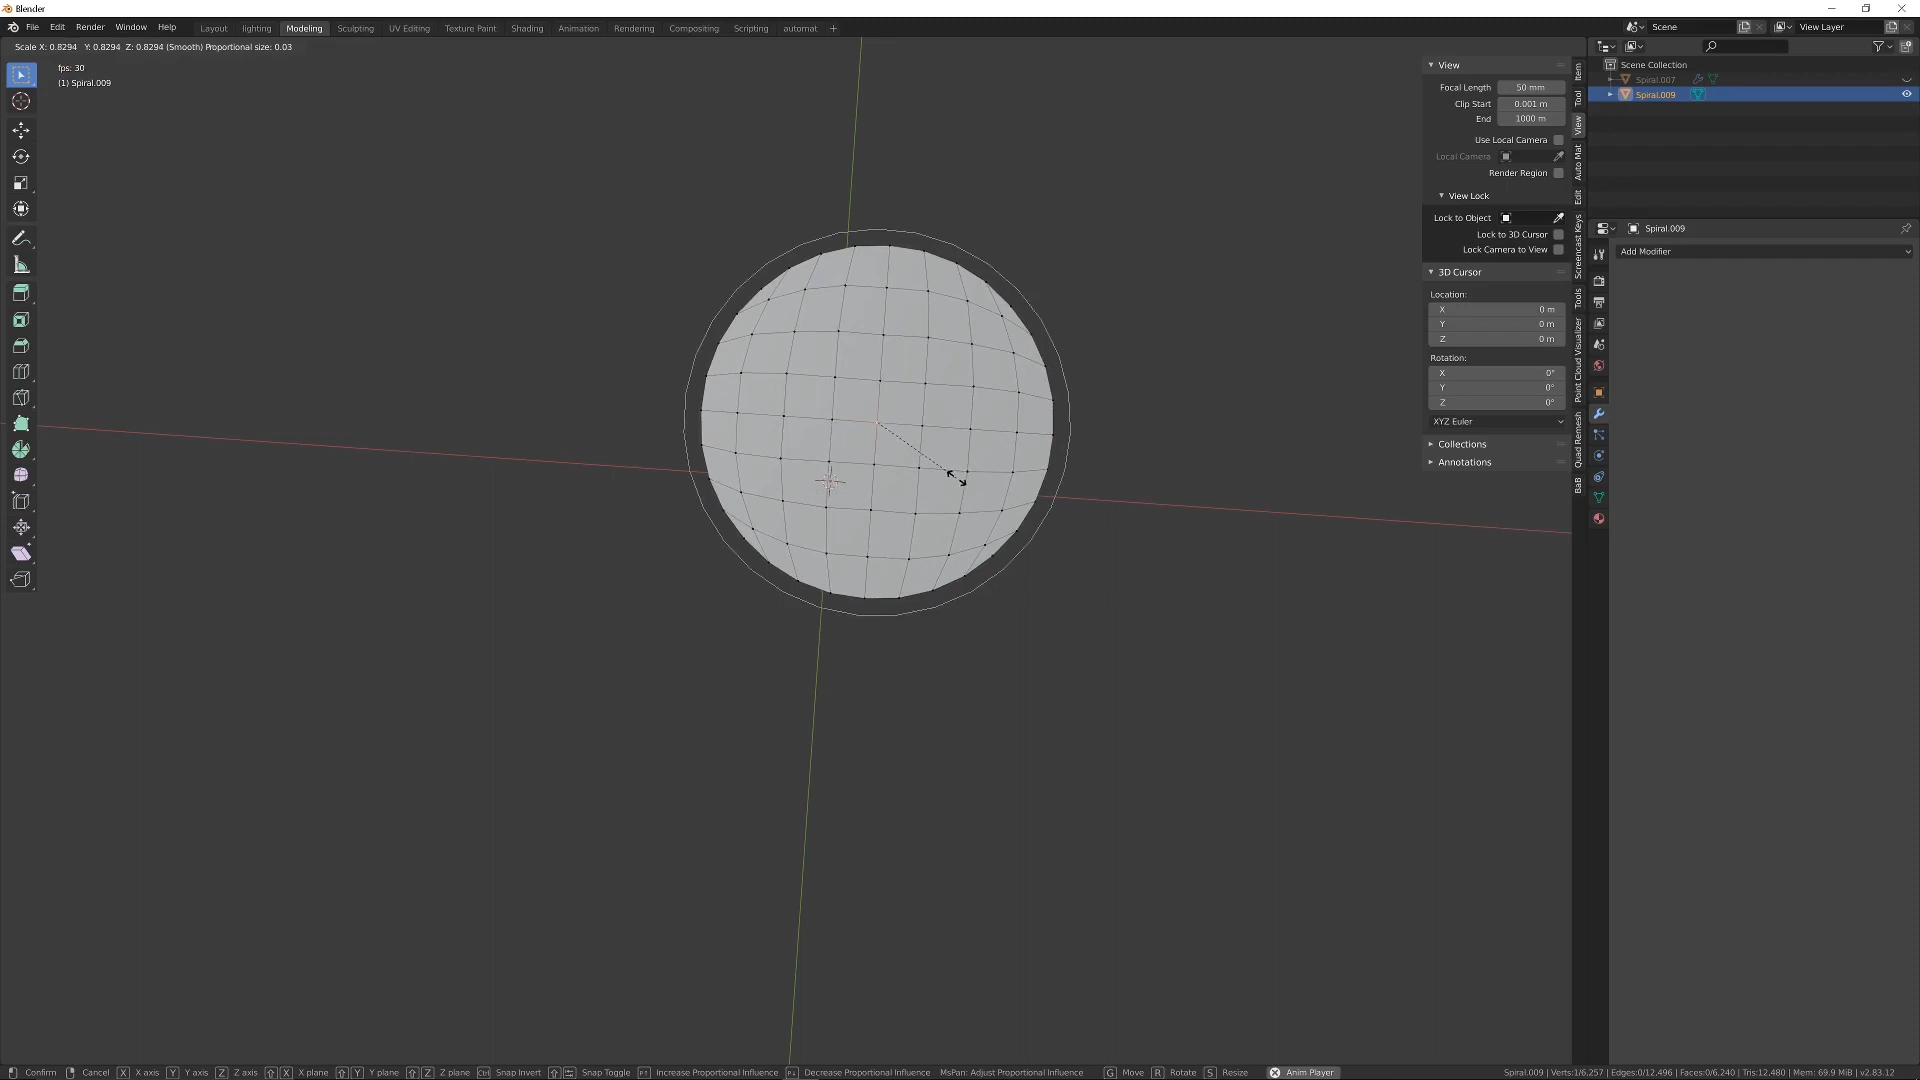 Blender
File Edit Render Window Help
Layout lighting Modeling Sculpting UV Editing Texture Paint Shading Animation Rendering Compositing Scripting automat +
Scene
View Layer
Scale X: 0.8294 Y: 0.8294 Z: 0.8294 (Smooth) Proportional size: 0.03
fps: 30
(1) Spiral.009
View
Focal Length 50 mm
Clip Start 0.001 m
End 1000 m
Use Local Camera
Local Camera
Render Region
View Lock
Lock to Object
Lock to 3D Cursor
Lock Camera to View
3D Cursor
Location:
X 0 m
Y 0 m
Z 0 m
Rotation:
X 0°
Y 0°
Z 0°
XYZ Euler
Collections
Annotations
Item
Tool
View
Auto Mat
Edit
Screencast Keys
Tools
Point Cloud Visualizer
Quad Remesh
BaB
Scene Collection
Spiral.007
Spiral.009
Spiral.009
Add Modifier
Confirm Cancel X X axis Y Y axis Z Z axis X X plane Y Y plane Z Z plane Ctrl Snap Invert Snap Toggle Increase Proportional Influence Decrease Proportional Influence MsPan: Adjust Proportional Influence G Move R Rotate S Resize Anim Player
Spiral.009 | Verts:1/6,257 | Edges:0/12,496 | Faces:0/6,240 | Tris:12,480 | Mem: 69.9 MiB | v2.83.12